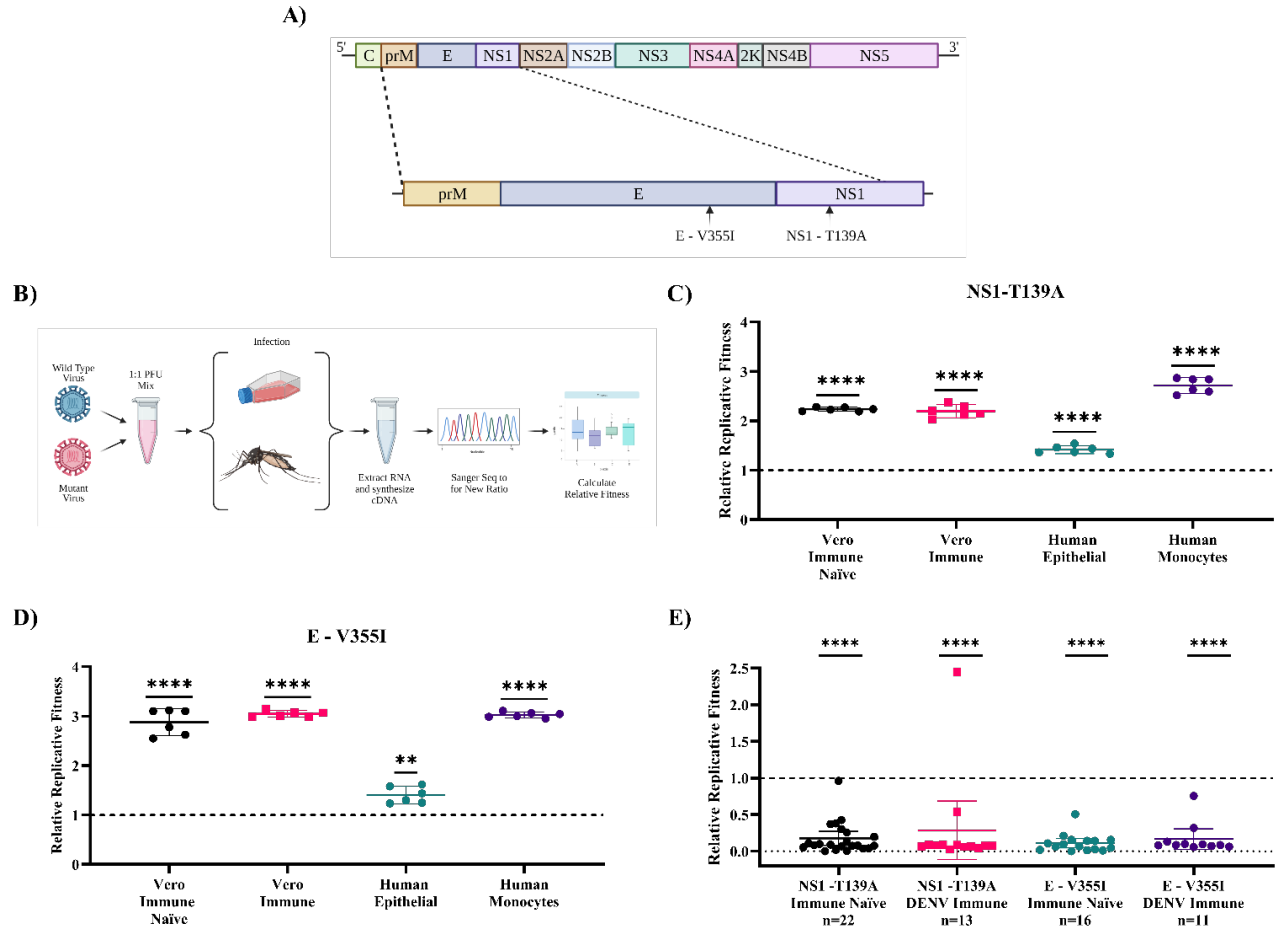 A)
5' C prM E NS1 NS2A NS2B NS3 NS4A 2K NS4B NS5 3'
prM E NS1
E - V355I NS1 - T139A
B)
Infection
Wild Type
Virus
1:1 PFU
Mix
Mutant
Virus
Extract RNA
and synthesize
cDNA
Sanger Seq to
for New Ratio
Calculate
Relative Fitness
C)
NS1-T139A
Relative Replicative Fitness
4
3
2
1
0
**** **** **** ****
Vero
Immune
Naïve
Vero
Immune
Human
Epithelial
Human
Monocytes
D)
E - V355I
Relative Replicative Fitness
4
3
2
1
0
**** **** ** ****
Vero
Immune
Naïve
Vero
Immune
Human
Epithelial
Human
Monocytes
E)
Relative Replicative Fitness
2.5
2.0
1.5
1.0
0.5
0.0
**** **** **** ****
NS1 -T139A
Immune Naïve
n=22
NS1 -T139A
DENV Immune
n=13
E - V355I
Immune Naïve
n=16
E - V355I
DENV Immune
n=11